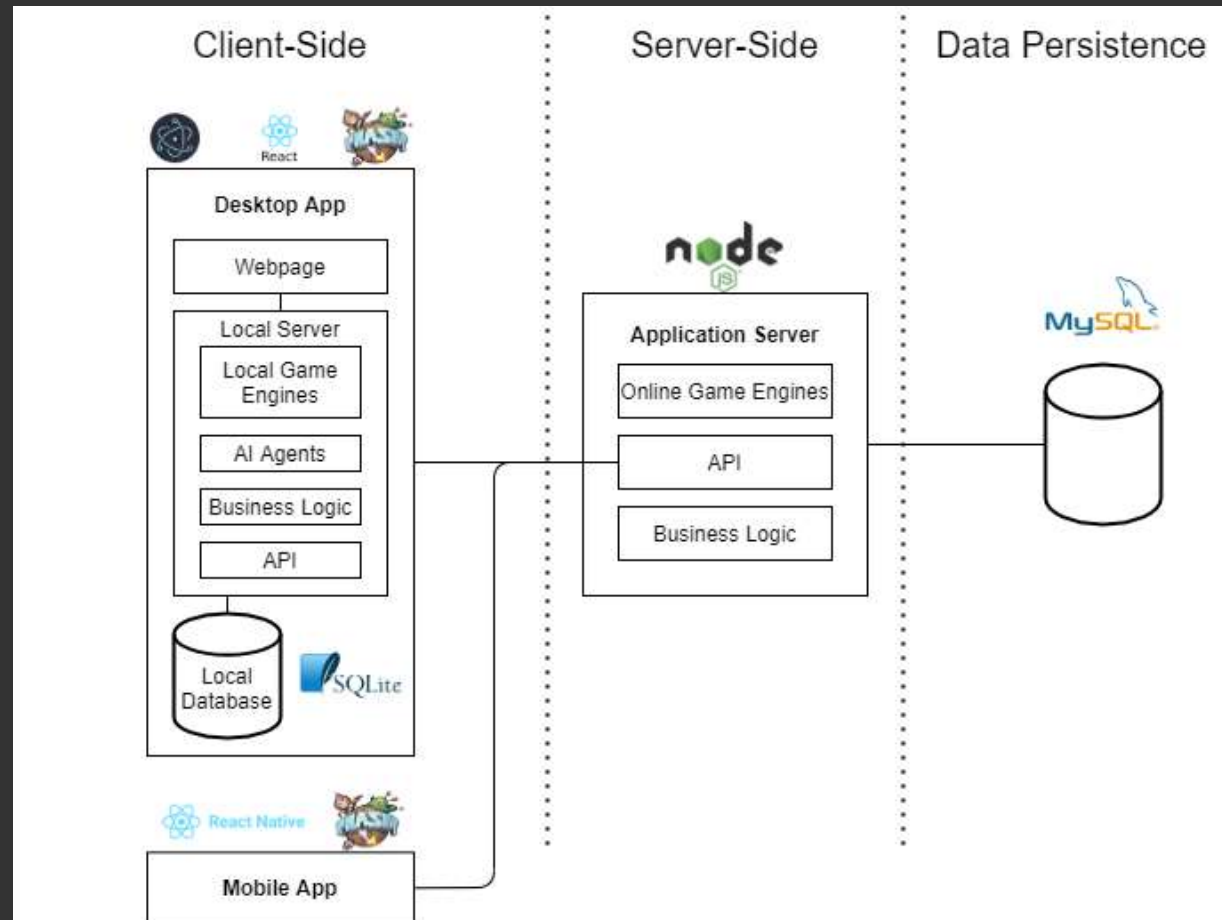 Client-Side
Server-Side
Data Persistence
React
Desktop App
Webpage
Local Server
Local Game
Engines
AI Agents
Business Logic
API
Local
Database
SQLite
React Native
Mobile App
node
JS
Application Server
Online Game Engines
API
Business Logic
MySQL